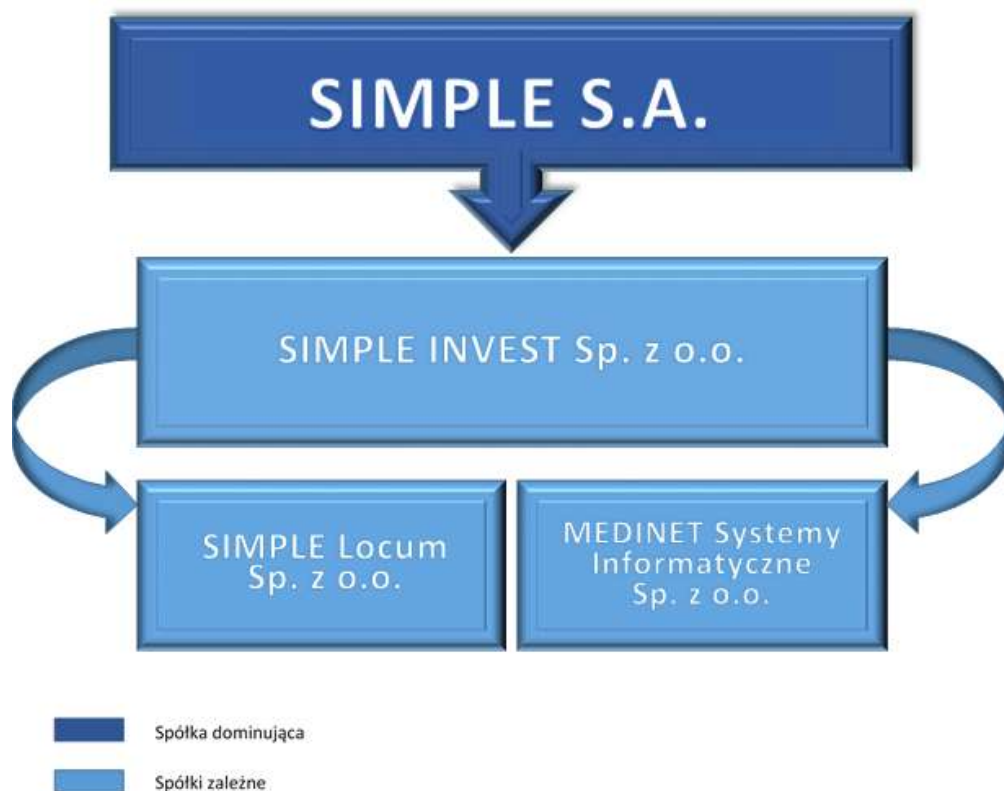 SIMPLE S.A.
SIMPLE INVEST Sp. z o.o.
SIMPLE Locum
Sp. z o.o.
MEDINET Systemy
Informatyczne
Sp. z o.o.
Spółka dominująca
Spółki zależne